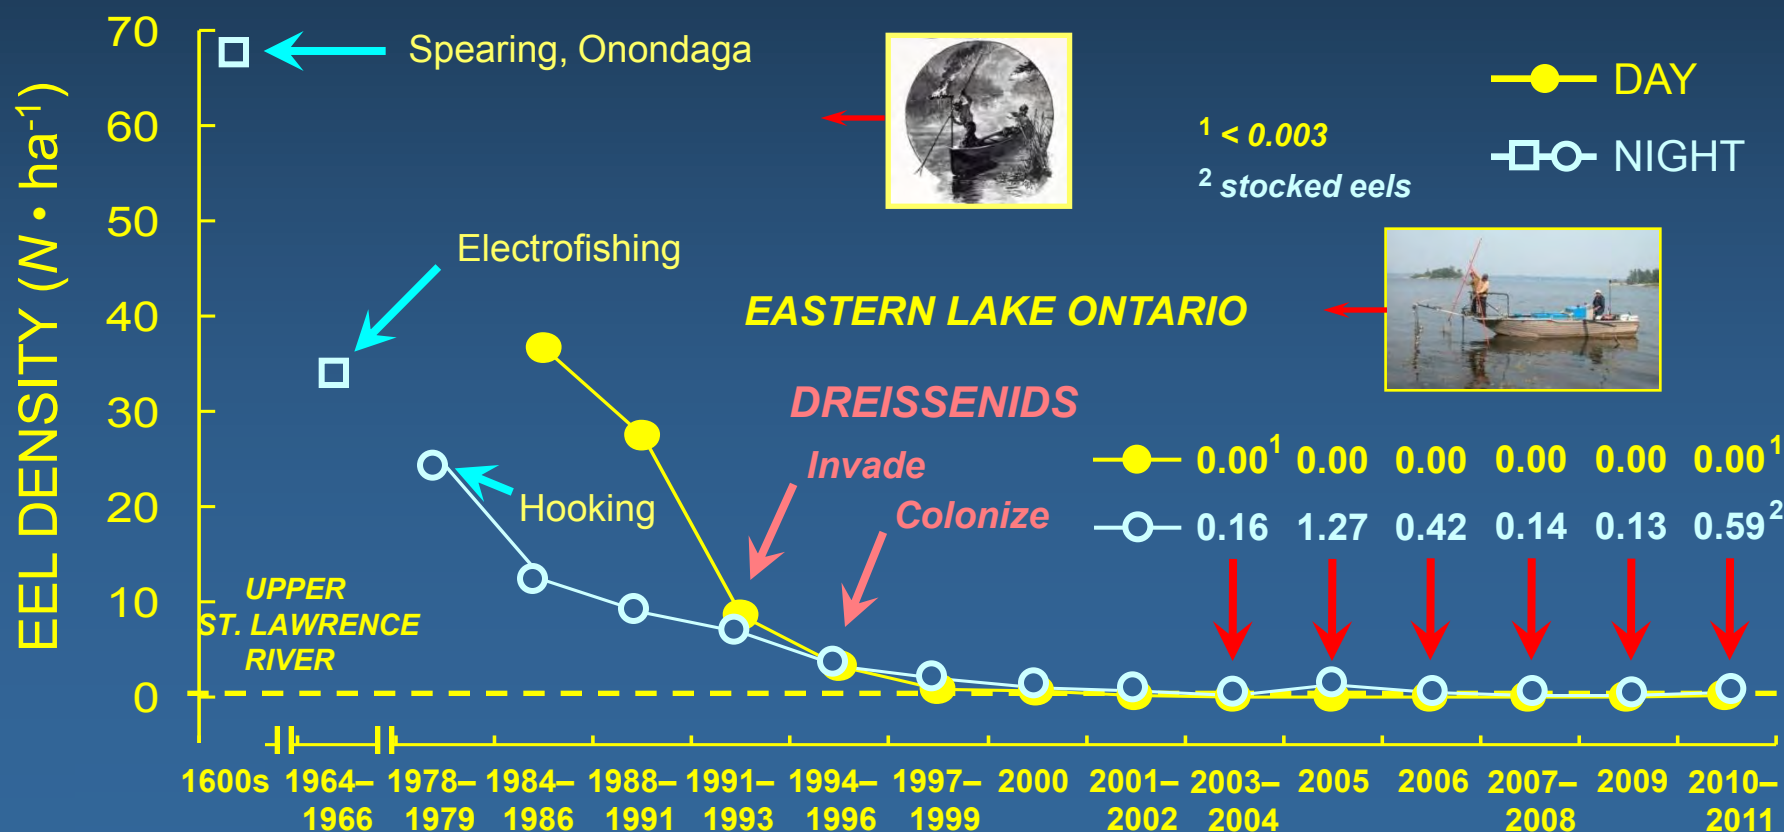 70
60
50
40
30
20
10
0
EEL DENSITY (N • ha-1)
Spearing, Onondaga
DAY
NIGHT
1 < 0.003
2 stocked eels
Electrofishing
EASTERN LAKE ONTARIO
DREISSENIDS
Invade
Colonize
Hooking
0.001 0.00 0.00 0.00 0.00 0.001
0.16 1.27 0.42 0.14 0.13 0.592
UPPER
ST. LAWRENCE
RIVER
1600s 1964– 1978– 1984– 1988– 1991– 1994– 1997– 2000 2001– 2003– 2005 2006 2007– 2009 2010–
1966 1979 1986 1991 1993 1996 1999 2002 2004 2008 2011